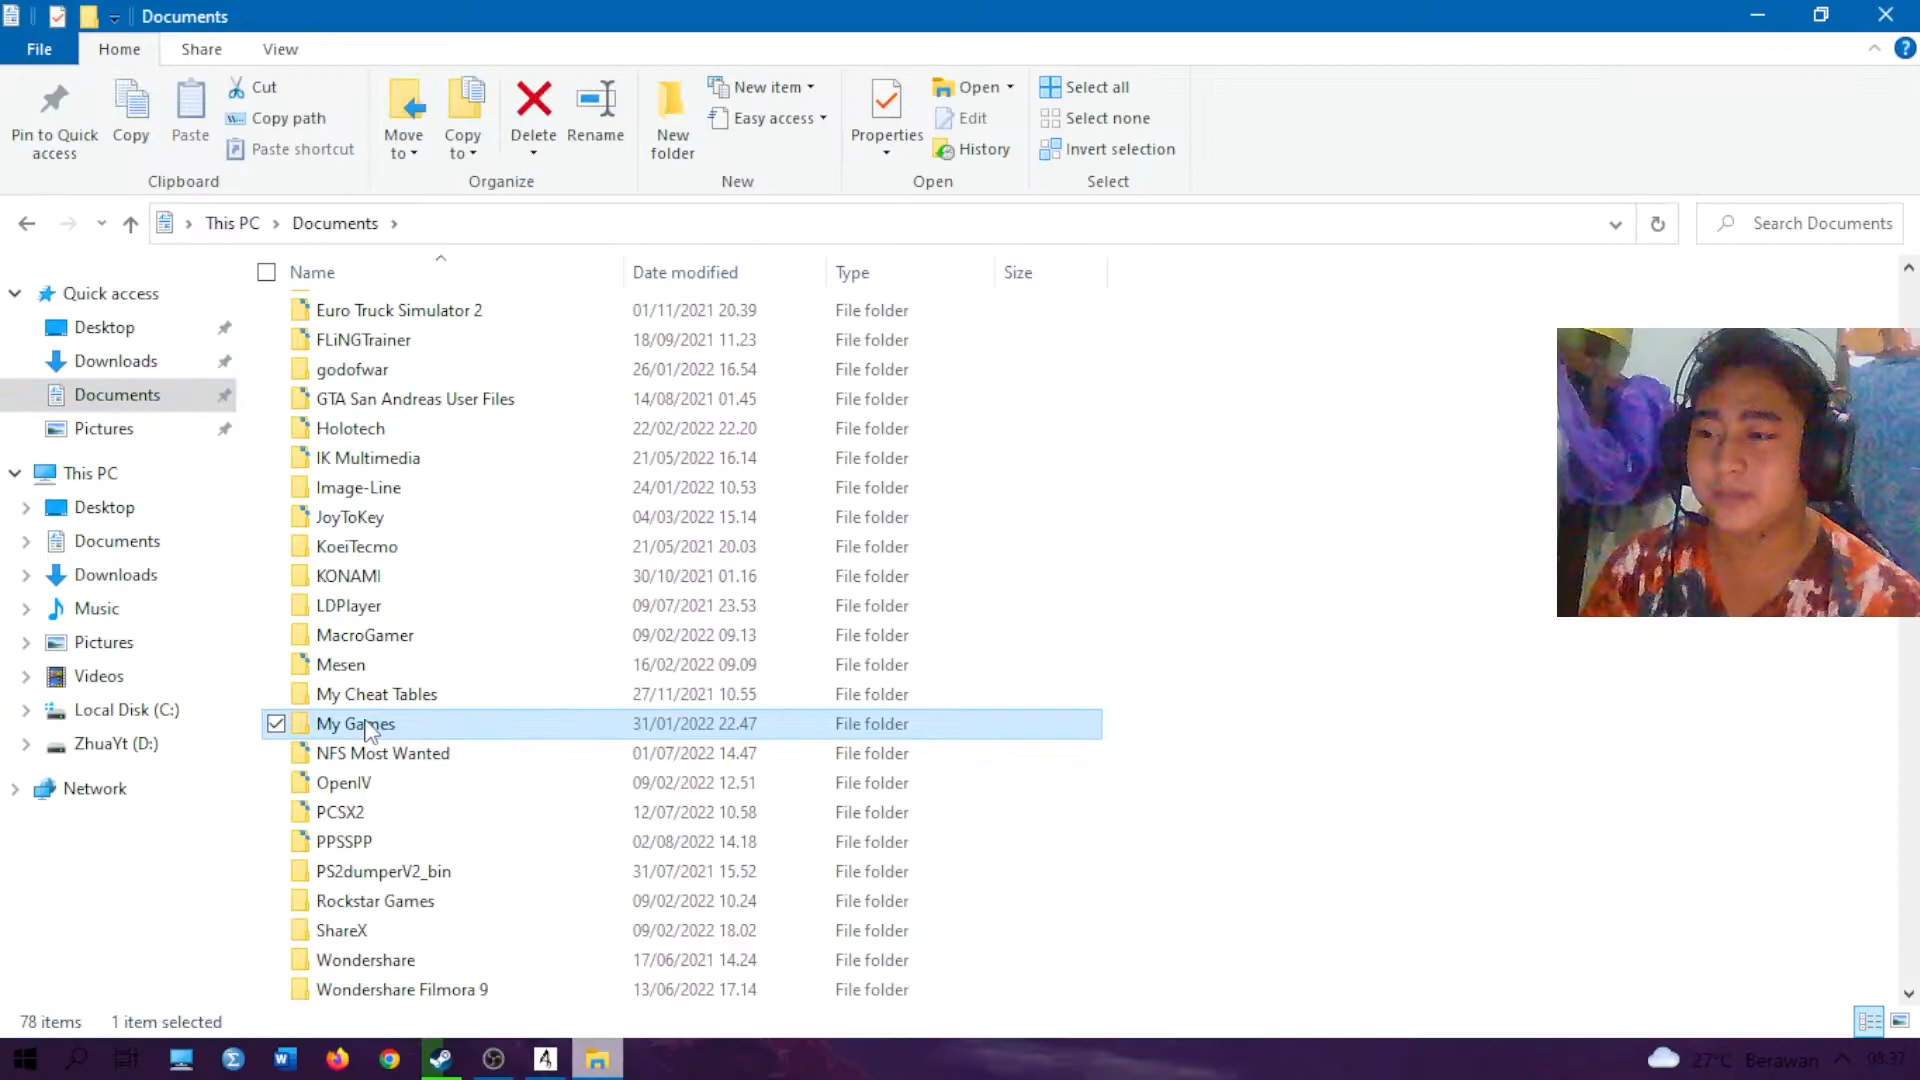 Documents
File Home Share View
Pin to Quick access
Copy
Paste
Cut
Copy path
Paste shortcut
Clipboard
Move to
Copy to
Delete
Rename
Organize
New folder
New item
Easy access
New
Properties
Open
Edit
History
Open
Select all
Select none
Invert selection
Select
This PC > Documents >
Search Documents
Quick access
Desktop
Downloads
Documents
Pictures
This PC
Desktop
Documents
Downloads
Music
Pictures
Videos
Local Disk (C:)
ZhuaYt (D:)
Network
Name Date modified Type Size
Euro Truck Simulator 2 01/11/2021 20.39 File folder
FLiNGTrainer 18/09/2021 11.23 File folder
godofwar 26/01/2022 16.54 File folder
GTA San Andreas User Files 14/08/2021 01.45 File folder
Holotech 22/02/2022 22.20 File folder
IK Multimedia 21/05/2022 16.14 File folder
Image-Line 24/01/2022 10.53 File folder
JoyToKey 04/03/2022 15.14 File folder
KoeiTecmo 21/05/2021 20.03 File folder
KONAMI 30/10/2021 01.16 File folder
LDPlayer 09/07/2021 23.53 File folder
MacroGamer 09/02/2022 09.13 File folder
Mesen 16/02/2022 09.09 File folder
My Cheat Tables 27/11/2021 10.55 File folder
My Games 31/01/2022 22.47 File folder
NFS Most Wanted 01/07/2022 14.47 File folder
OpenIV 09/02/2022 12.51 File folder
PCSX2 12/07/2022 10.58 File folder
PPSSPP 02/08/2022 14.18 File folder
PS2dumperV2_bin 31/07/2021 15.52 File folder
Rockstar Games 09/02/2022 10.24 File folder
ShareX 09/02/2022 18.02 File folder
Wondershare 17/06/2021 14.24 File folder
Wondershare Filmora 9 13/06/2022 17.14 File folder
78 items 1 item selected
27°C Berawan 08.37